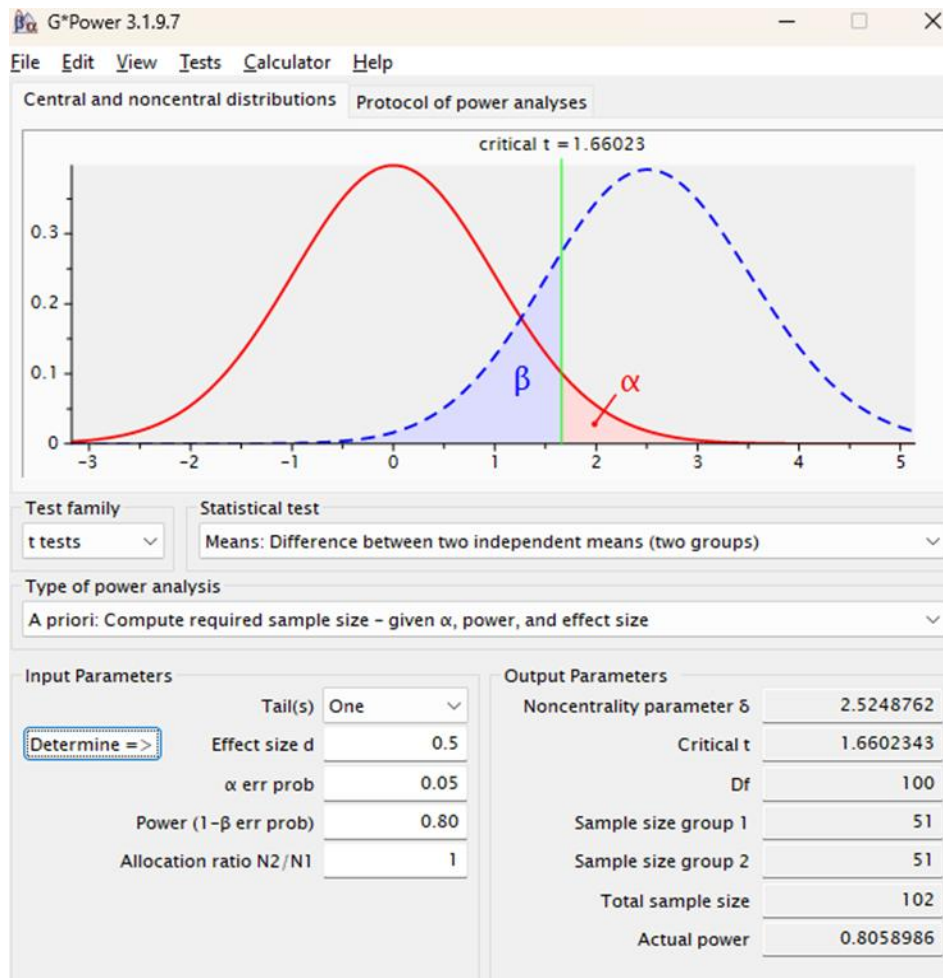 βα G*Power 3.1.9.7
File Edit View Tests Calculator Help
Central and noncentral distributions Protocol of power analyses
critical t = 1.66023
0.3
0.2
0.1
0
β
α
-3 -2 -1 0 1 2 3 4 5
Test family Statistical test
t tests Means: Difference between two independent means (two groups)
Type of power analysis
A priori: Compute required sample size – given α, power, and effect size
Input Parameters Output Parameters
Tail(s) One Noncentrality parameter δ 2.5248762
Determine => Effect size d 0.5 Critical t 1.6602343
α err prob 0.05 Df 100
Power (1-β err prob) 0.80 Sample size group 1 51
Allocation ratio N2/N1 1 Sample size group 2 51
Total sample size 102
Actual power 0.8058986